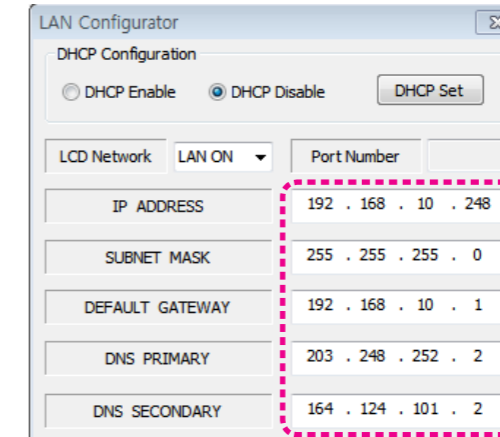 LAN Configurator
DHCP Configuration
DHCP Enable DHCP Disable DHCP Set
LCD Network LAN ON Port Number
IP ADDRESS 192 . 168 . 10 . 248
SUBNET MASK 255 . 255 . 255 . 0
DEFAULT GATEWAY 192 . 168 . 10 . 1
DNS PRIMARY 203 . 248 . 252 . 2
DNS SECONDARY 164 . 124 . 101 . 2